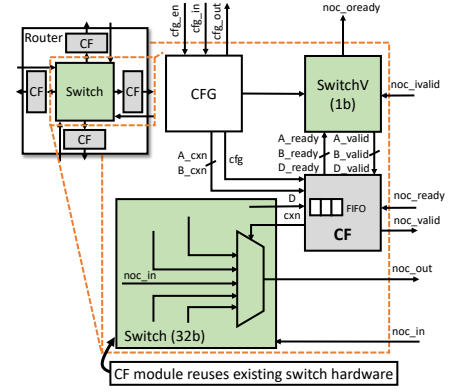 cfg_en
cfg_in
cfg_out
noc_oready
Router
CF
CF
Switch
CF
CF
CFG
SwitchV
(1b)
noc_ivalid
A_ready
B_ready
D_ready
A_valid
B_valid
D_valid
A_cxn
B_cxn
cfg
D
cxn
FIFO
CF
noc_ready
noc_valid
noc_in
noc_out
Switch (32b)
noc_in
CF module reuses existing switch hardware